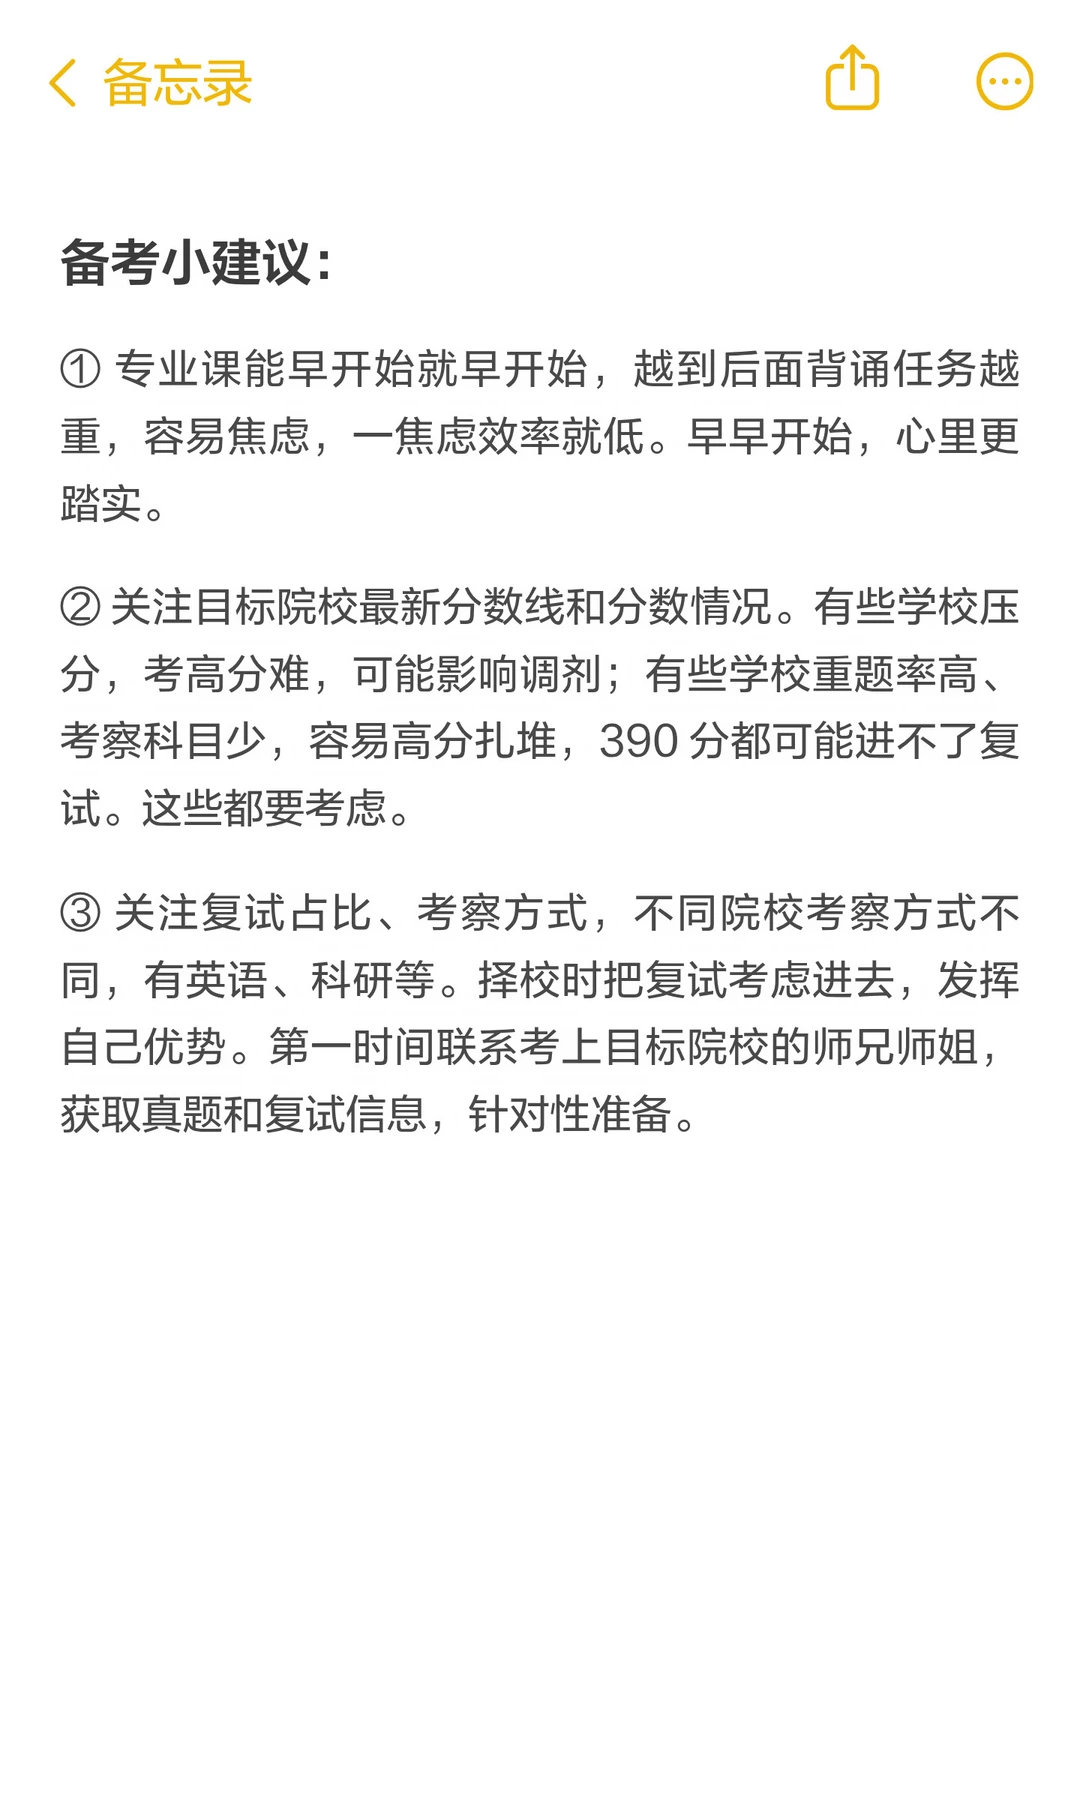 备忘录
备考小建议：
① 专业课能早开始就早开始，越到后面背诵任务越
重，容易焦虑，一焦虑效率就低。早早开始，心里更
踏实。
② 关注目标院校最新分数线和分数情况。有些学校压
分，考高分难，可能影响调剂；有些学校重题率高、
考察科目少，容易高分扎堆，390 分都可能进不了复
试。这些都要考虑。
③ 关注复试占比、考察方式，不同院校考察方式不
同，有英语、科研等。择校时把复试考虑进去，发挥
自己优势。第一时间联系考上目标院校的师兄师姐，
获取真题和复试信息，针对性准备。